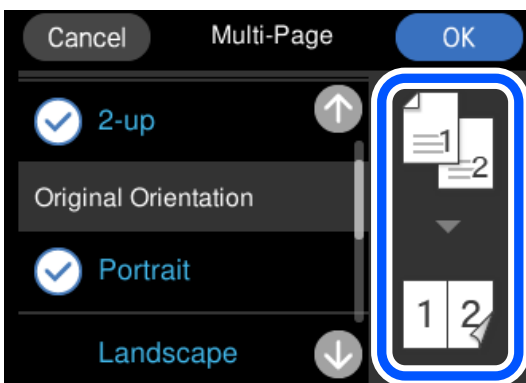 Cancel Multi-Page OK
2-up
Original Orientation
Portrait
Landscape
1
2
1 2